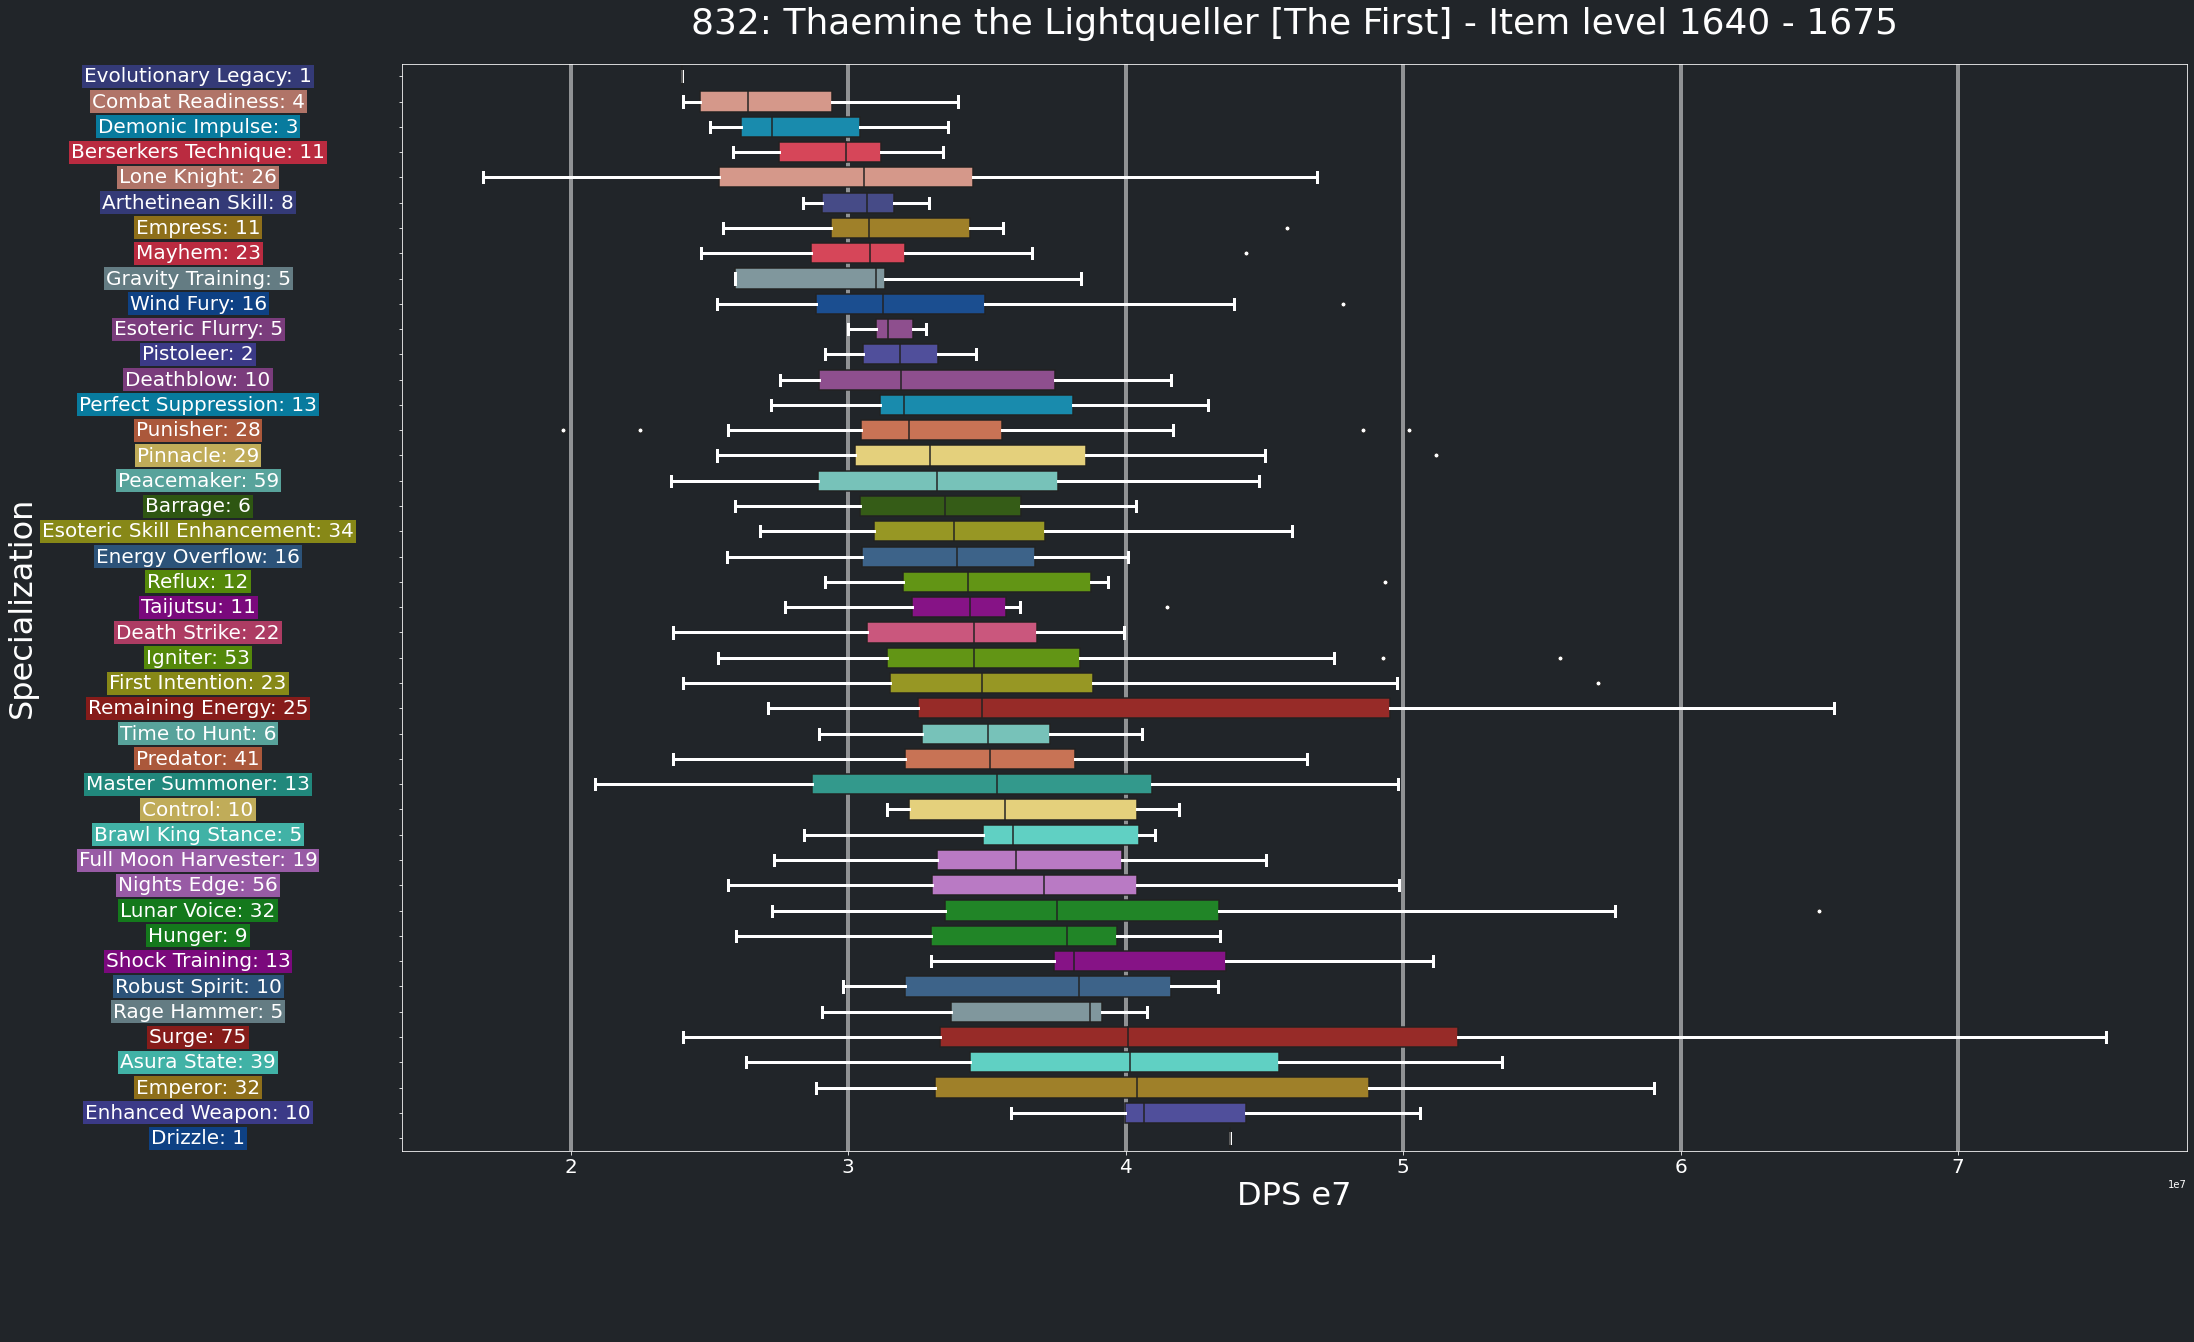 832: Thaemine the Lightqueller [The First] - Item level 1640 - 1675
Specialization
Evolutionary Legacy: 1
Combat Readiness: 4
Demonic Impulse: 3
Berserkers Technique: 11
Lone Knight: 26
Arthetinean Skill: 8
Empress: 11
Mayhem: 23
Gravity Training: 5
Wind Fury: 16
Esoteric Flurry: 5
Pistoleer: 2
Deathblow: 10
Perfect Suppression: 13
Punisher: 28
Pinnacle: 29
Peacemaker: 59
Barrage: 6
Esoteric Skill Enhancement: 34
Energy Overflow: 16
Reflux: 12
Taijutsu: 11
Death Strike: 22
Igniter: 53
First Intention: 23
Remaining Energy: 25
Time to Hunt: 6
Predator: 41
Master Summoner: 13
Control: 10
Brawl King Stance: 5
Full Moon Harvester: 19
Nights Edge: 56
Lunar Voice: 32
Hunger: 9
Shock Training: 13
Robust Spirit: 10
Rage Hammer: 5
Surge: 75
Asura State: 39
Emperor: 32
Enhanced Weapon: 10
Drizzle: 1
2 3 4 5 6 7
1e7
DPS e7